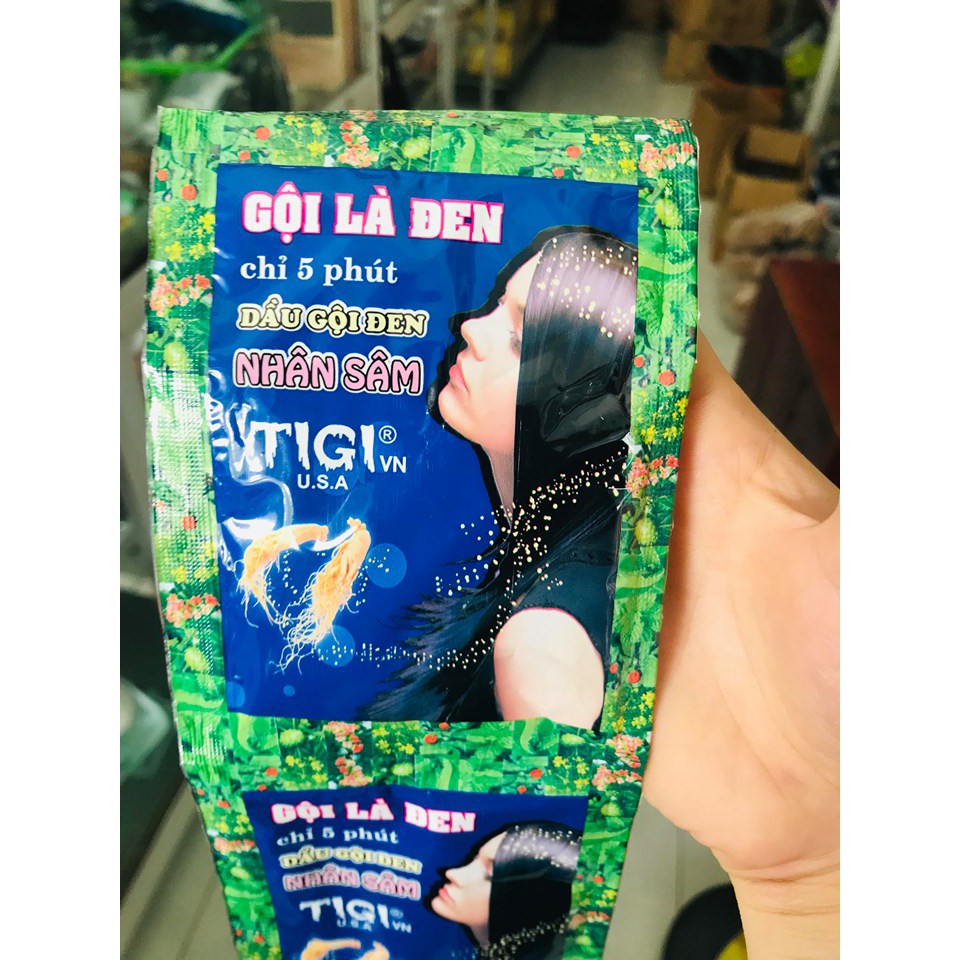 GỘI LÀ ĐEN
chỉ 5 phút
DẦU GỘI ĐEN
NHÂN SÂM
TIGI® VN
U.S.A
GỘI LÀ ĐEN
chỉ 5 phút
DẦU GỘI ĐEN
NHÂN SÂM
TIGI® VN
U.S.A